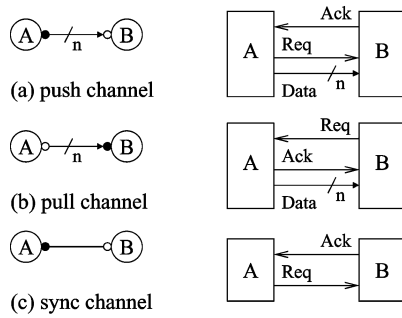 A n B
(a) push channel
Ack
A Req B
n
Data
A n B
(b) pull channel
Req
A Ack B
n
Data
A B
(c) sync channel
Ack
A B
Req